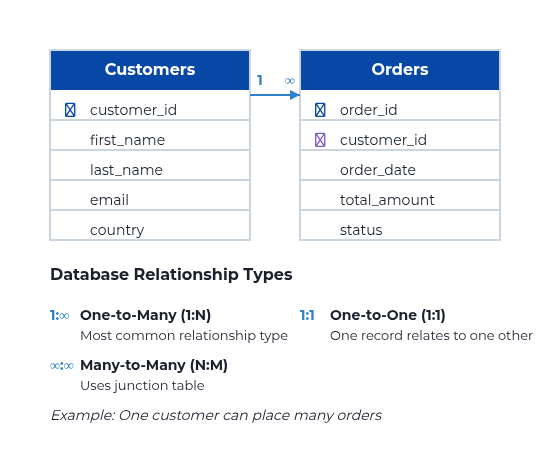 Customers
customer_id
first_name
last_name
email
country
1 ∞
Orders
order_id
customer_id
order_date
total_amount
status
Database Relationship Types
1:∞ One-to-Many (1:N)
Most common relationship type
1:1 One-to-One (1:1)
One record relates to one other
∞:∞ Many-to-Many (N:M)
Uses junction table
Example: One customer can place many orders